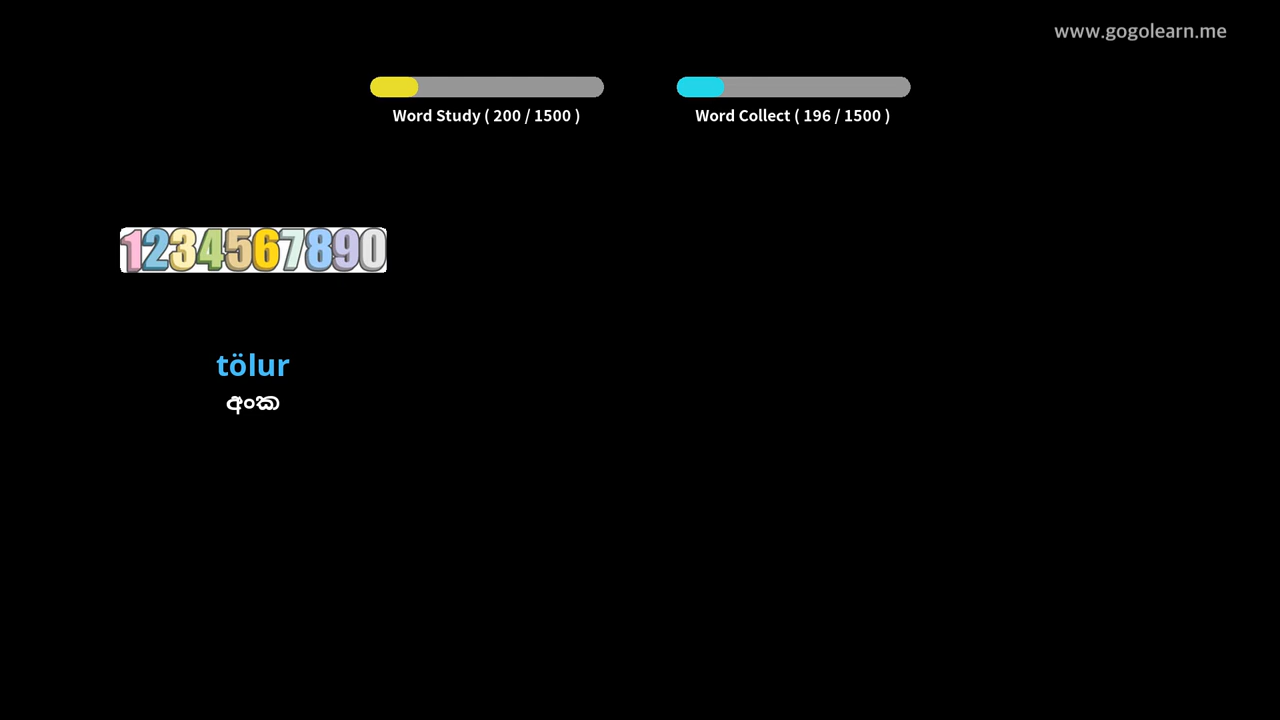 www.gogolearn.me
Word Study ( 200 / 1500 )
Word Collect ( 196 / 1500 )
1234567890
tölur
අංක